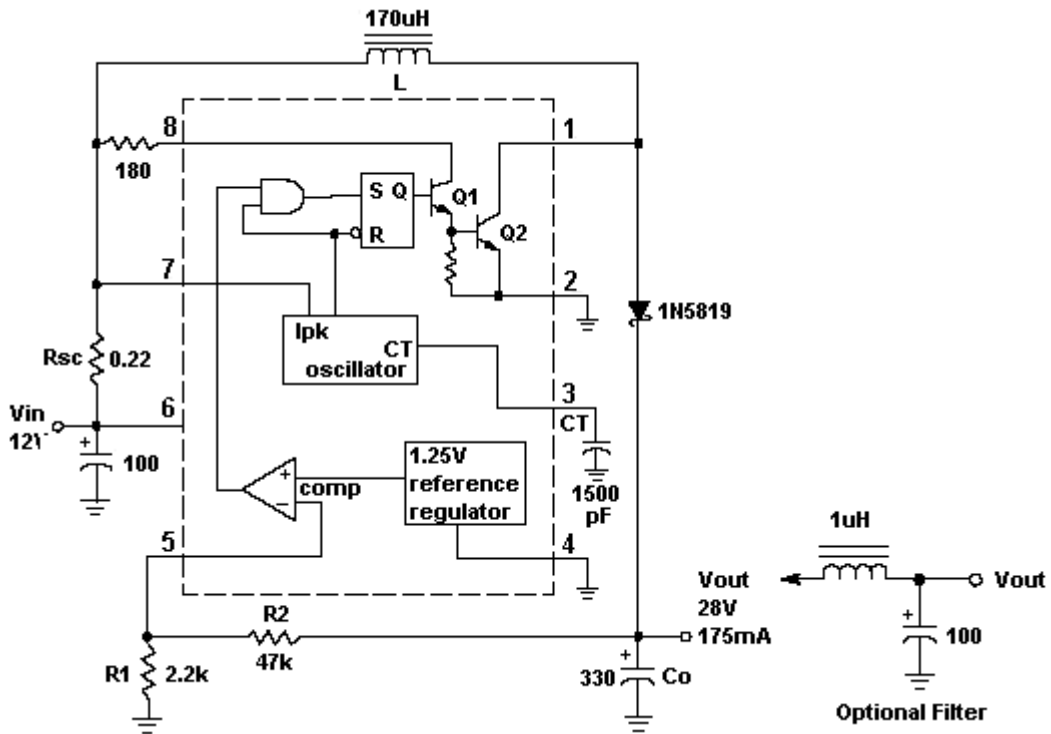 170uH
L
8
1
180
S Q
R
Q1
Q2
7
2
1N5819
Ipk
CT
oscillator
Rsc
0.22
3
CT
Vin
6
+
100
1.25V
reference
regulator
+
comp
−
1500
pF
5
4
1uH
Vout
28V
175mA
Vout
R2
47k
+
100
R1
2.2k
+
330
Co
Optional Filter